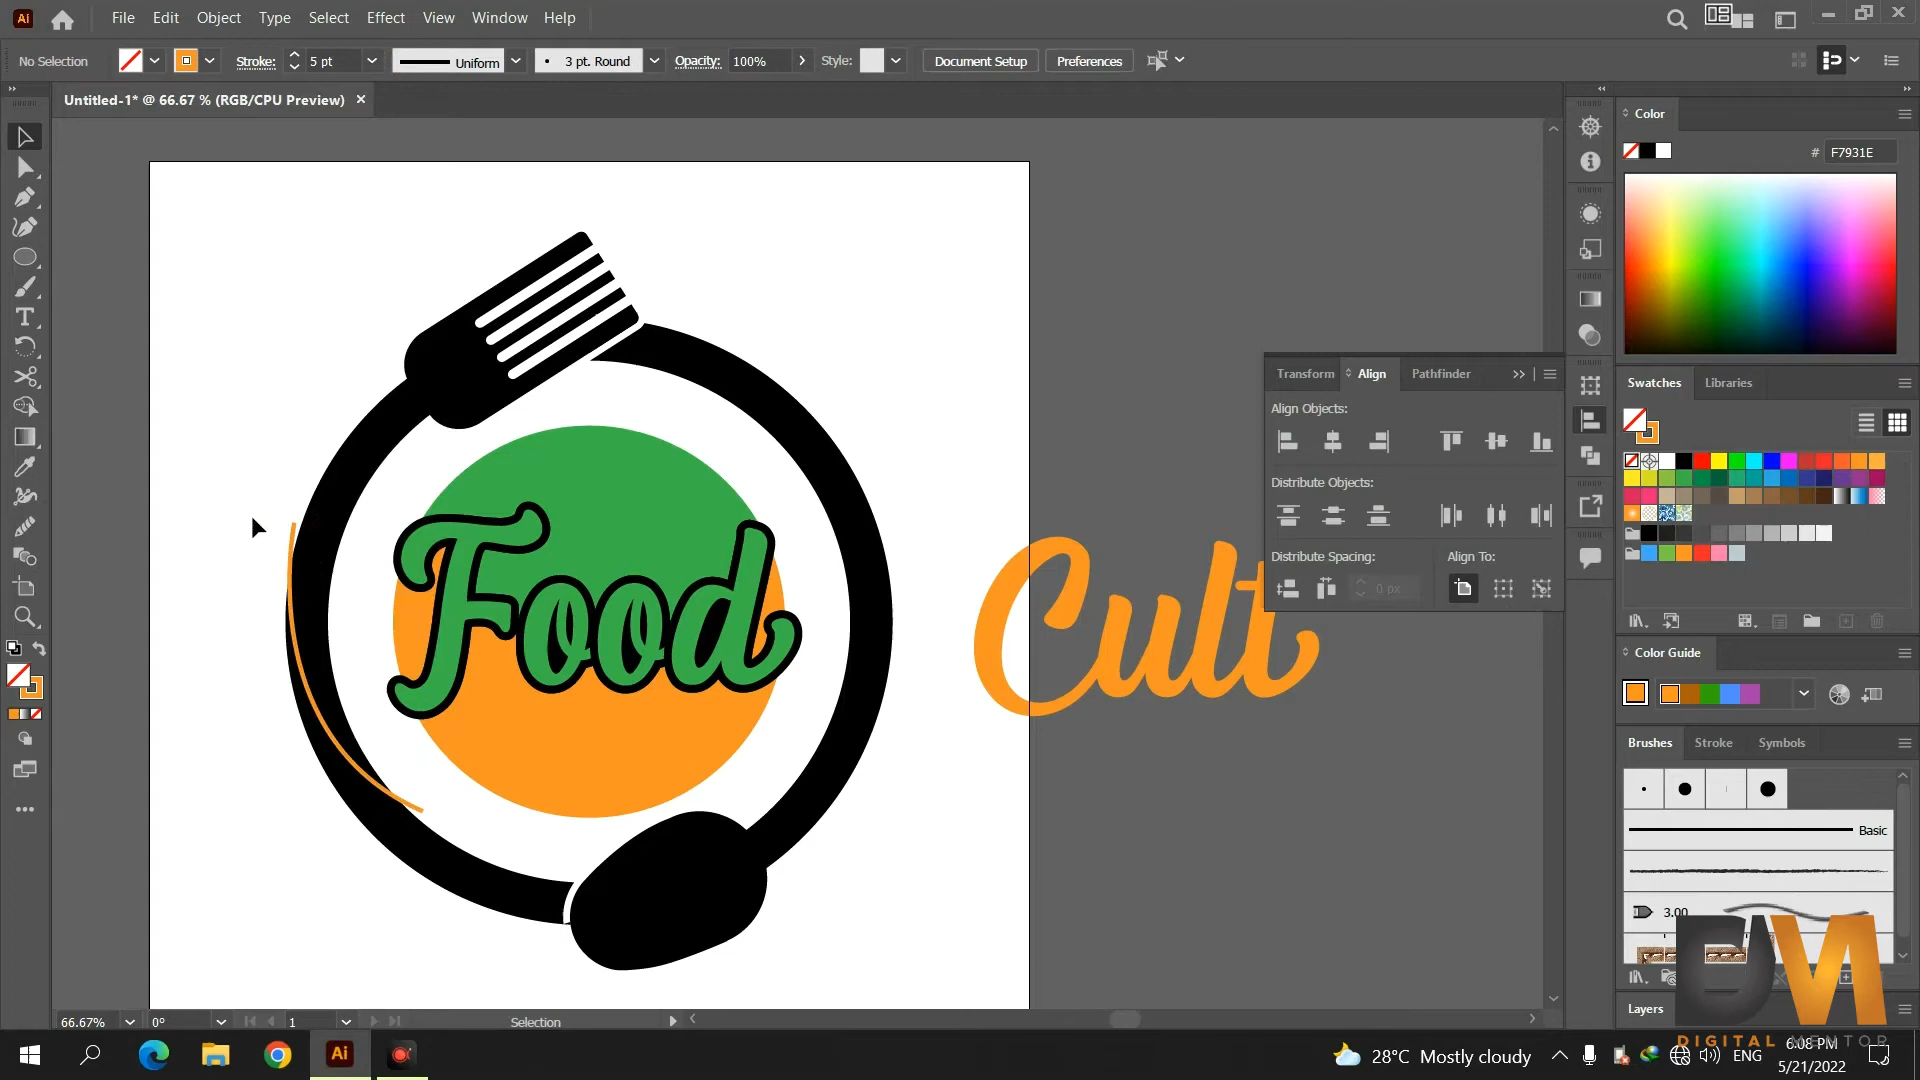 Ai File Edit Object Type Select Effect View Window Help
No Selection Stroke: 5 pt Uniform 3 pt. Round Opacity: 100% Style: Document Setup Preferences
Untitled-1* @ 66.67 % (RGB/CPU Preview)
Color
# F7931E
Transform Align Pathfinder
Align Objects:
Distribute Objects:
Distribute Spacing: Align To:
0 px
Swatches Libraries
Color Guide
Brushes Stroke Symbols
Basic
3.00
Layers
Food
Cult
66.67% 0° 1 Selection
DIGITAL MENTOR
Ai 28°C Mostly cloudy ENG 6:08 PM
5/21/2022